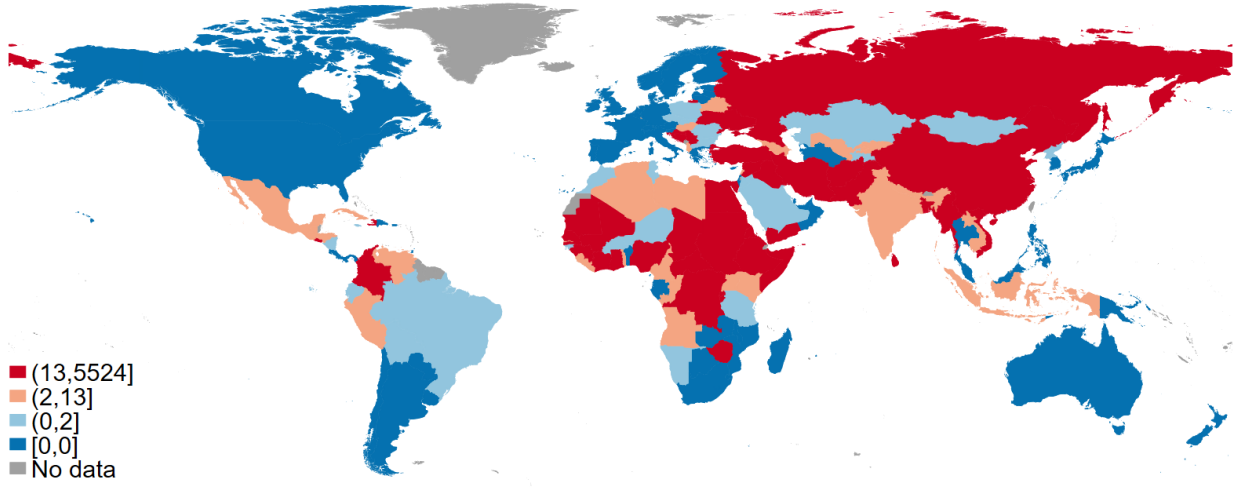 (13,5524]
(2,13]
(0,2]
[0,0]
No data